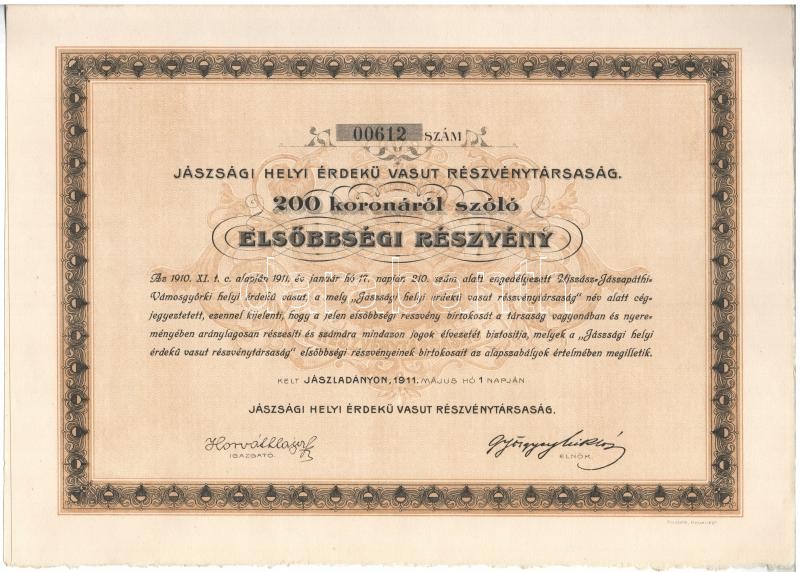 00612 SZÁM
JÁSZSÁGI HELYI ÉRDEKŰ VASUT RÉSZVÉNYTÁRSASÁG.
200 koronáról szóló
ELSŐBBSÉGI RÉSZVÉNY
Az 1910. XI. t. c. alapján 1911. év január hó 17. napján 210. szám alatt engedélyezett Ujszász-Jászapáthi-
Vámosgyörki helyi érdekű vasut, a mely „Jászsági helyi érdekű vasut részvénytársaság" név alatt cég-
jegyeztetett, ezennel kijelenti, hogy a jelen elsőbbségi részvény birtokosát a társaság vagyonában és nyere-
ményében aránylagosan részesíti és számára mindazon jogok élvezetét biztosítja, melyek a „Jászsági helyi
érdekű vasut részvénytársaság" elsőbbségi részvényeinek birtokosait az alapszabályok értelmében megilletik.
KELT JÁSZLADÁNYON, 1911. MÁJUS HÓ 1 NAPJÁN
JÁSZSÁGI HELYI ÉRDEKŰ VASUT RÉSZVÉNYTÁRSASÁG.
IGAZGATÓ.
ELNÖK.